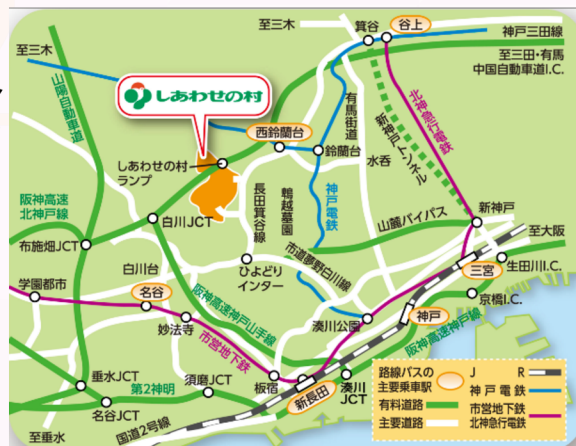 至三木
至三木
箕谷
谷上
神戸三田線
至三田・有馬
中国自動車道I.C.
山陽自動車道
しあわせの村
有馬街道
新神戸トンネル
北神急行電鉄
西鈴蘭台
鈴蘭台
水呑
しあわせの村
ランプ
阪神高速
北神戸線
長田箕谷線
鵯越墓園
神戸電鉄
山麓バイパス
新神戸
至大阪
白川JCT
布施畑JCT
市道夢野白川線
学園都市
白川台
ひよどり
インター
三宮
生田川I.C.
名谷
京橋I.C.
妙法寺
阪神高速神戸山手線
湊川公園
神戸
阪神高速神戸線
市営地下鉄
垂水JCT
第2神明
須磨JCT
板宿
新長田
湊川
JCT
名谷JCT
至垂水
国道2号線
路線バスの
主要乗車駅
有料道路
主要道路
J R
神戸電鉄
市営地下鉄
北神急行電鉄